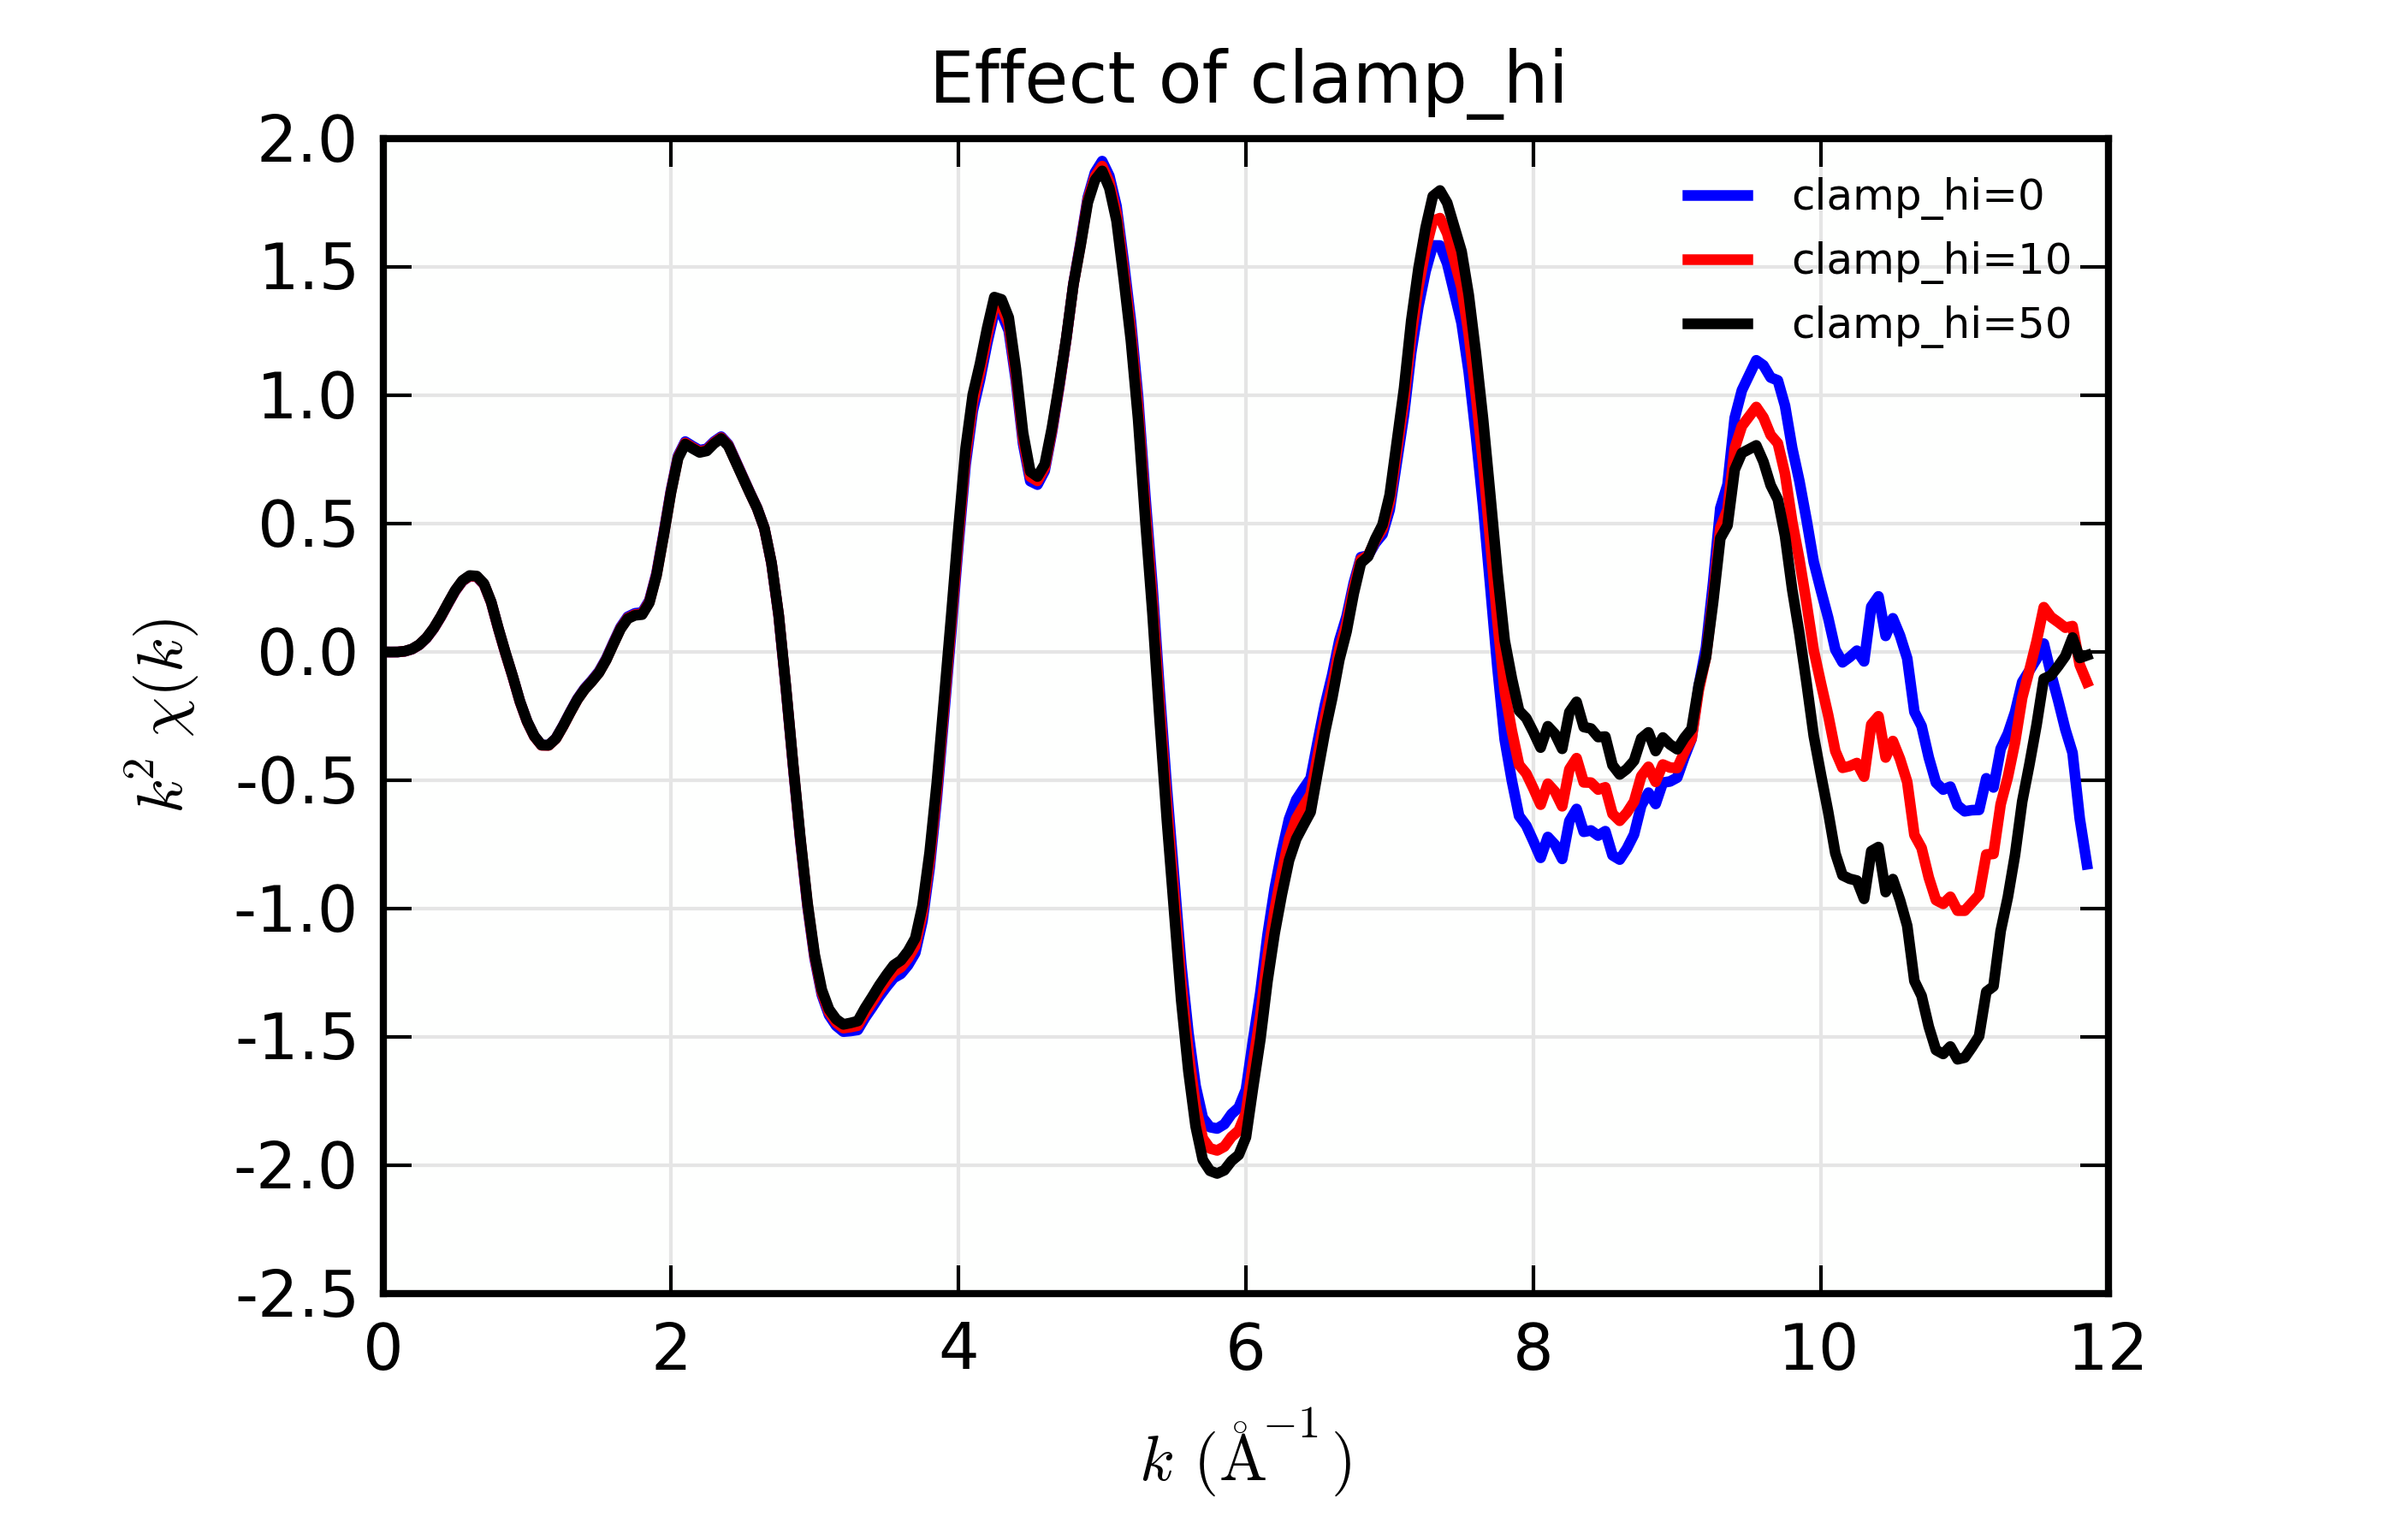 Effect of clamp_hi
clamp_hi=0
clamp_hi=10
clamp_hi=50
2.0
1.5
1.0
0.5
0.0
-0.5
-1.0
-1.5
-2.0
-2.5
k² χ(k)
0 2 4 6 8 10 12
k (Å⁻¹)